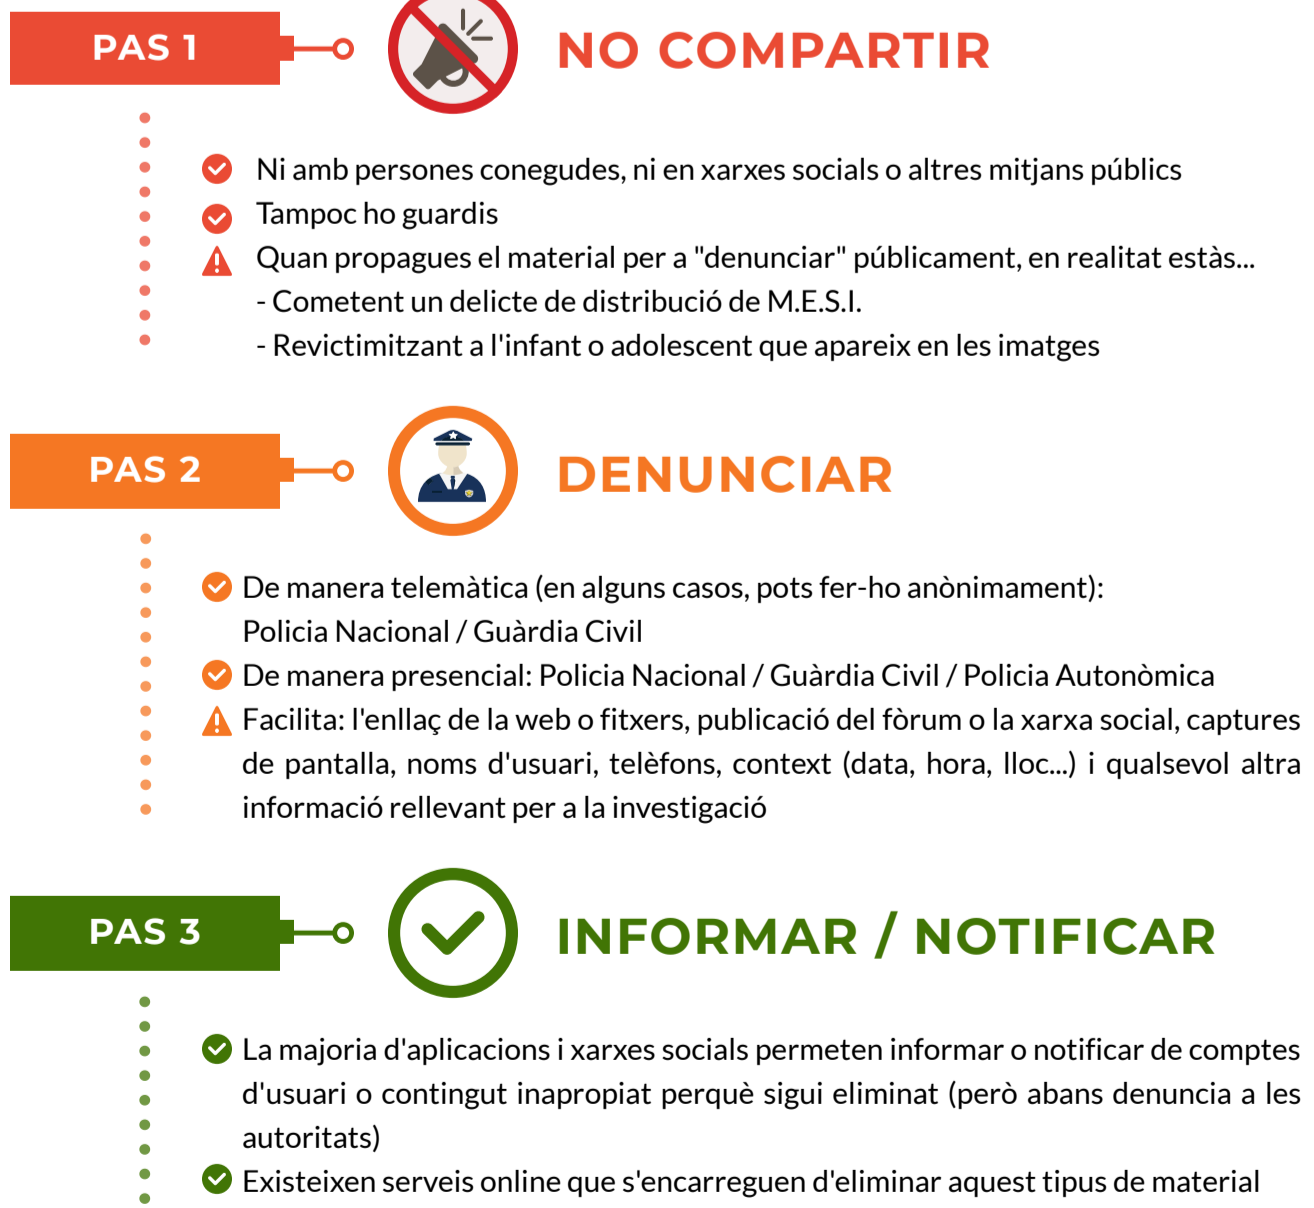 PAS 1
NO COMPARTIR
Ni amb persones conegudes, ni en xarxes socials o altres mitjans públics
Tampoc ho guardis
Quan propagues el material per a "denunciar" públicament, en realitat estàs...
- Cometent un delicte de distribució de M.E.S.I.
- Revictimitzant a l'infant o adolescent que apareix en les imatges
PAS 2
DENUNCIAR
De manera telemàtica (en alguns casos, pots fer-ho anònimament):
Policia Nacional / Guàrdia Civil
De manera presencial: Policia Nacional / Guàrdia Civil / Policia Autonòmica
Facilita: l'enllaç de la web o fitxers, publicació del fòrum o la xarxa social, captures
de pantalla, noms d'usuari, telèfons, context (data, hora, lloc...) i qualsevol altra
informació rellevant per a la investigació
PAS 3
INFORMAR / NOTIFICAR
La majoria d'aplicacions i xarxes socials permeten informar o notificar de comptes
d'usuari o contingut inapropiat perquè sigui eliminat (però abans denuncia a les
autoritats)
Existeixen serveis online que s'encarreguen d'eliminar aquest tipus de material